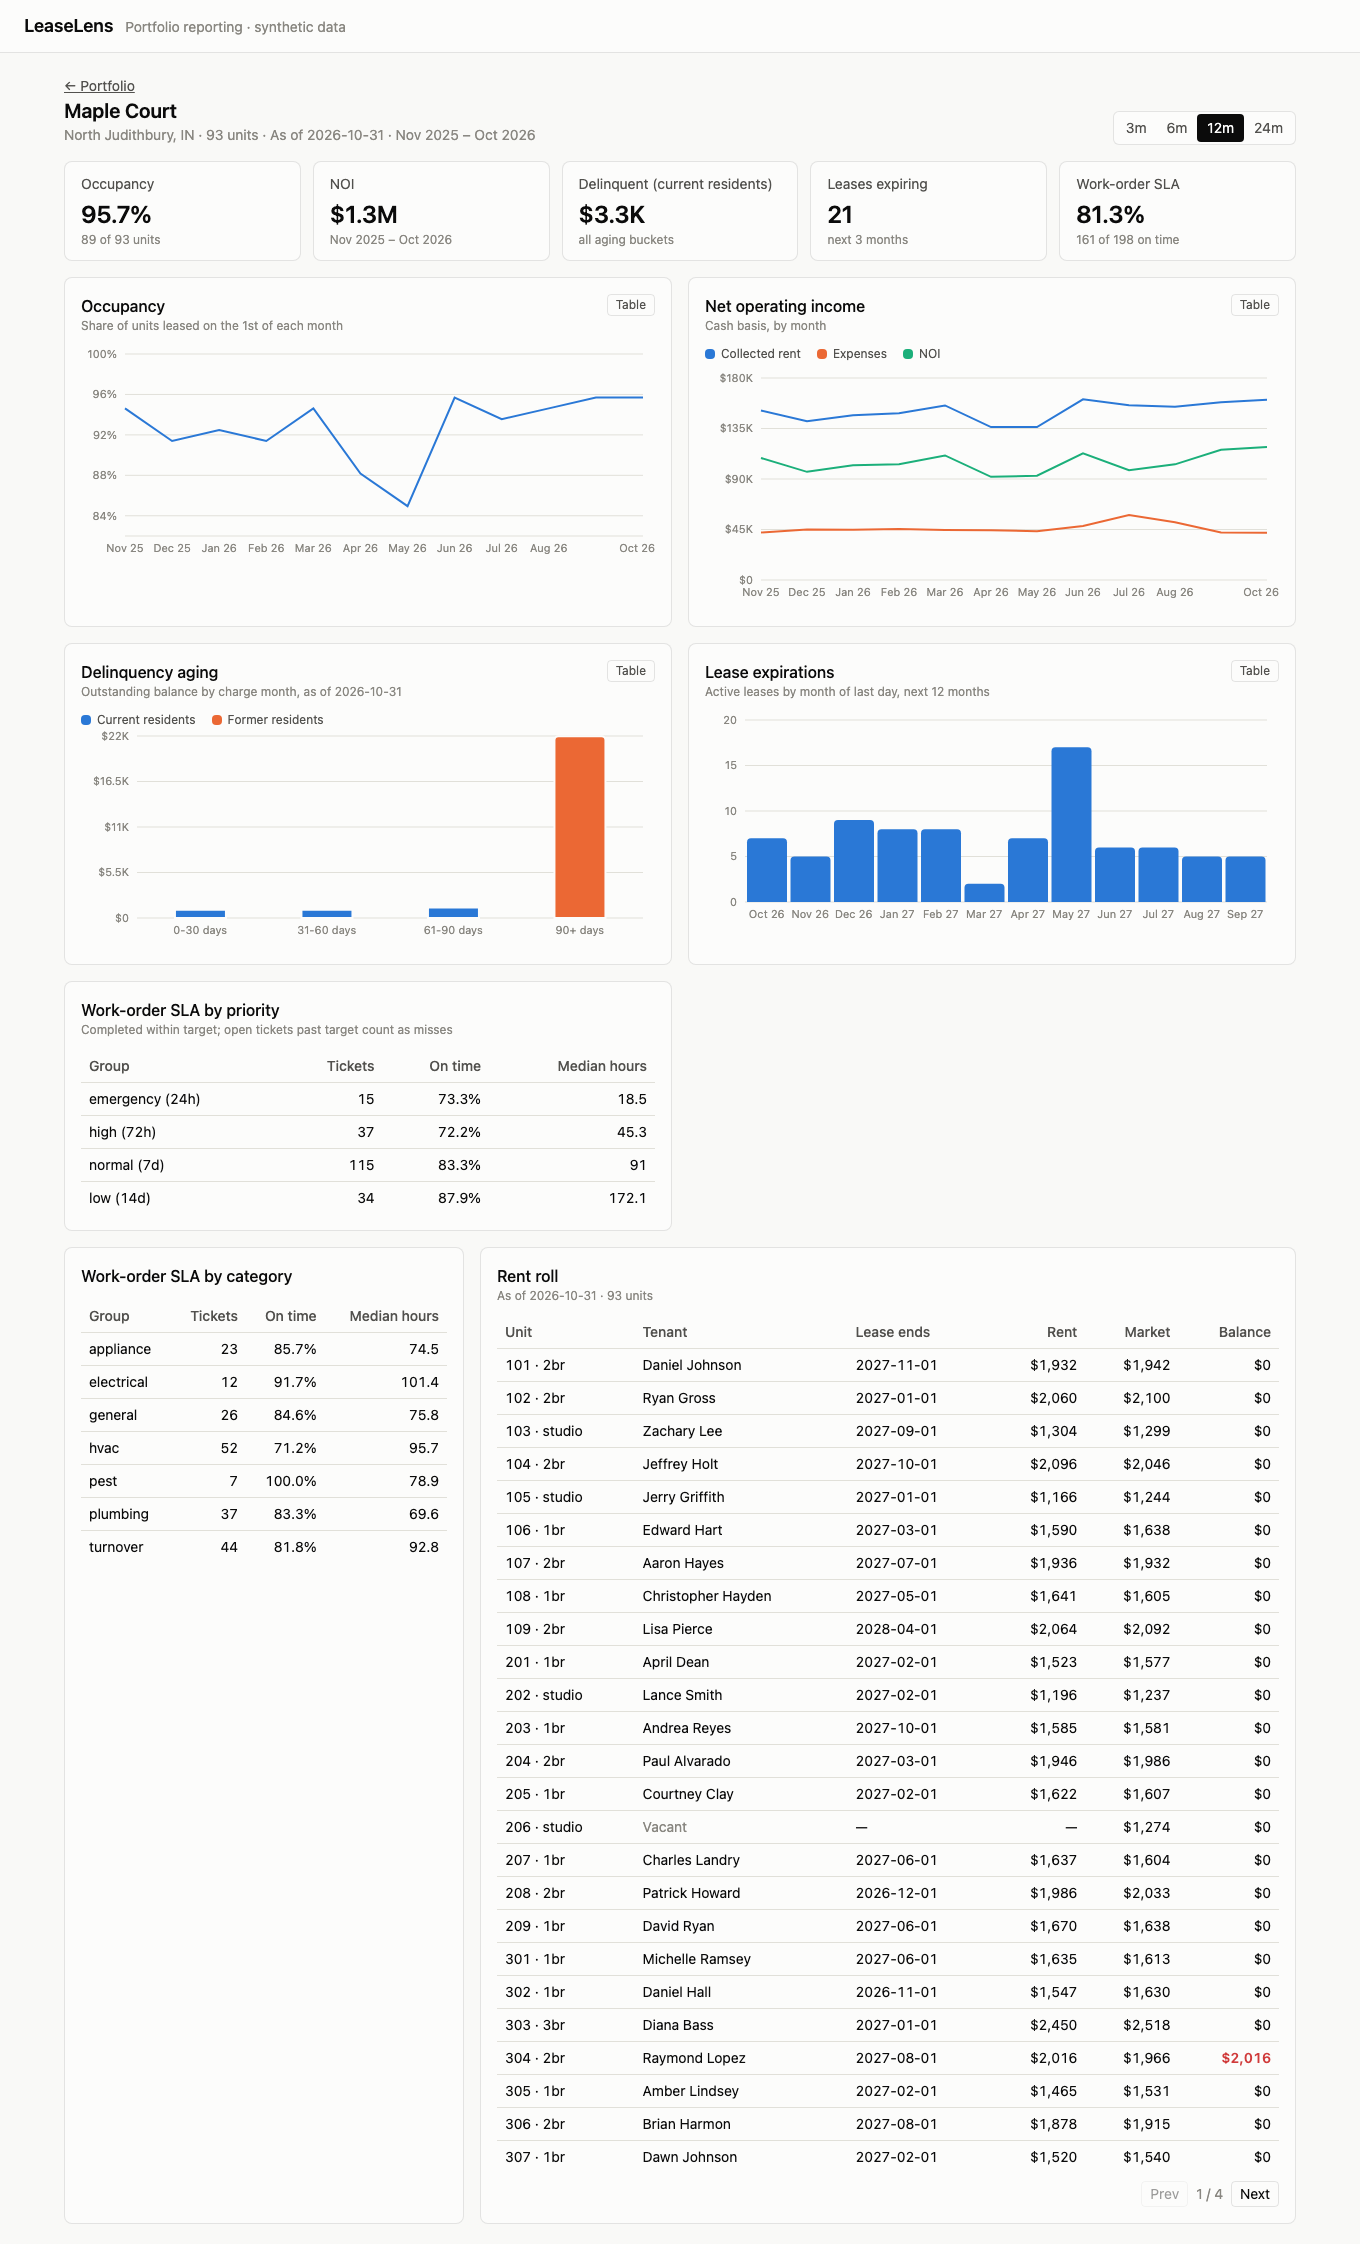 LeaseLens Portfolio reporting · synthetic data
← Portfolio
Maple Court
North Judithbury, IN · 93 units · As of 2026-10-31 · Nov 2025 – Oct 2026
3m 6m 12m 24m
Occupancy
95.7%
89 of 93 units
NOI
$1.3M
Nov 2025 – Oct 2026
Delinquent (current residents)
$3.3K
all aging buckets
Leases expiring
21
next 3 months
Work-order SLA
81.3%
161 of 198 on time
Occupancy
Table
Share of units leased on the 1st of each month
100%
96%
92%
88%
84%
Nov 25 Dec 25 Jan 26 Feb 26 Mar 26 Apr 26 May 26 Jun 26 Jul 26 Aug 26 Oct 26
Net operating income
Table
Cash basis, by month
Collected rent Expenses NOI
$180K
$135K
$90K
$45K
$0
Nov 25 Dec 25 Jan 26 Feb 26 Mar 26 Apr 26 May 26 Jun 26 Jul 26 Aug 26 Oct 26
Delinquency aging
Table
Outstanding balance by charge month, as of 2026-10-31
Current residents Former residents
$22K
$16.5K
$11K
$5.5K
$0
0-30 days 31-60 days 61-90 days 90+ days
Lease expirations
Table
Active leases by month of last day, next 12 months
20
15
10
5
0
Oct 26 Nov 26 Dec 26 Jan 27 Feb 27 Mar 27 Apr 27 May 27 Jun 27 Jul 27 Aug 27 Sep 27
Work-order SLA by priority
Completed within target; open tickets past target count as misses
Group Tickets On time Median hours
emergency (24h) 15 73.3% 18.5
high (72h) 37 72.2% 45.3
normal (7d) 115 83.3% 91
low (14d) 34 87.9% 172.1
Work-order SLA by category
Group Tickets On time Median hours
appliance 23 85.7% 74.5
electrical 12 91.7% 101.4
general 26 84.6% 75.8
hvac 52 71.2% 95.7
pest 7 100.0% 78.9
plumbing 37 83.3% 69.6
turnover 44 81.8% 92.8
Rent roll
As of 2026-10-31 · 93 units
Unit Tenant Lease ends Rent Market Balance
101 · 2br Daniel Johnson 2027-11-01 $1,932 $1,942 $0
102 · 2br Ryan Gross 2027-01-01 $2,060 $2,100 $0
103 · studio Zachary Lee 2027-09-01 $1,304 $1,299 $0
104 · 2br Jeffrey Holt 2027-10-01 $2,096 $2,046 $0
105 · studio Jerry Griffith 2027-01-01 $1,166 $1,244 $0
106 · 1br Edward Hart 2027-03-01 $1,590 $1,638 $0
107 · 2br Aaron Hayes 2027-07-01 $1,936 $1,932 $0
108 · 1br Christopher Hayden 2027-05-01 $1,641 $1,605 $0
109 · 2br Lisa Pierce 2028-04-01 $2,064 $2,092 $0
201 · 1br April Dean 2027-02-01 $1,523 $1,577 $0
202 · studio Lance Smith 2027-02-01 $1,196 $1,237 $0
203 · 1br Andrea Reyes 2027-10-01 $1,585 $1,581 $0
204 · 2br Paul Alvarado 2027-03-01 $1,946 $1,986 $0
205 · 1br Courtney Clay 2027-02-01 $1,622 $1,607 $0
206 · studio Vacant — — $1,274 $0
207 · 1br Charles Landry 2027-06-01 $1,637 $1,604 $0
208 · 2br Patrick Howard 2026-12-01 $1,986 $2,033 $0
209 · 1br David Ryan 2027-06-01 $1,670 $1,638 $0
301 · 1br Michelle Ramsey 2027-06-01 $1,635 $1,613 $0
302 · 1br Daniel Hall 2026-11-01 $1,547 $1,630 $0
303 · 3br Diana Bass 2027-01-01 $2,450 $2,518 $0
304 · 2br Raymond Lopez 2027-08-01 $2,016 $1,966 $2,016
305 · 1br Amber Lindsey 2027-02-01 $1,465 $1,531 $0
306 · 2br Brian Harmon 2027-08-01 $1,878 $1,915 $0
307 · 1br Dawn Johnson 2027-02-01 $1,520 $1,540 $0
Prev 1 / 4 Next